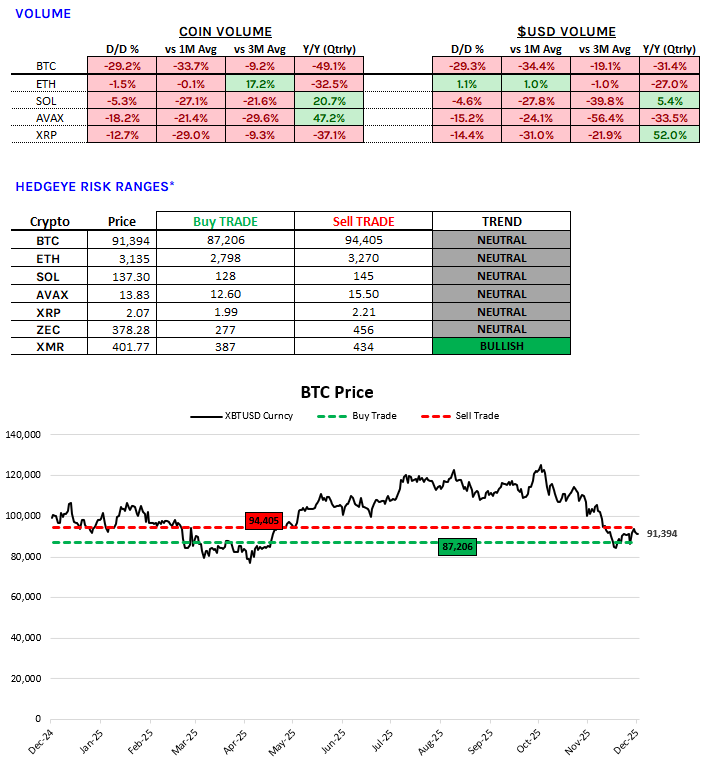 VOLUME
COIN VOLUME $USD VOLUME
D/D % vs 1M Avg vs 3M Avg Y/Y (Qtrly) D/D % vs 1M Avg vs 3M Avg Y/Y (Qtrly)
BTC -29.2% -33.7% -9.2% -49.1% -29.3% -34.4% -19.1% -31.4%
ETH -1.5% -0.1% 17.2% -32.5% 1.1% 1.0% -1.0% -27.0%
SOL -5.3% -27.1% -21.6% 20.7% -4.6% -27.8% -39.8% 5.4%
AVAX -18.2% -21.4% -29.6% 47.2% -15.2% -24.1% -56.4% -33.5%
XRP -12.7% -29.0% -9.3% -37.1% -14.4% -31.0% -21.9% 52.0%
HEDGEYE RISK RANGES*
Crypto Price Buy TRADE Sell TRADE TREND
BTC 91,394 87,206 94,405 NEUTRAL
ETH 3,135 2,798 3,270 NEUTRAL
SOL 137.30 128 145 NEUTRAL
AVAX 13.83 12.60 15.50 NEUTRAL
XRP 2.07 1.99 2.21 NEUTRAL
ZEC 378.28 277 456 NEUTRAL
XMR 401.77 387 434 BULLISH
BTC Price
XBTUSD Curncy Buy Trade Sell Trade
140,000
120,000
100,000
94,405
91,394
87,206
80,000
60,000
40,000
20,000
0
Dec-24 Jan-25 Feb-25 Mar-25 Apr-25 May-25 Jun-25 Jul-25 Aug-25 Sep-25 Oct-25 Nov-25 Dec-25